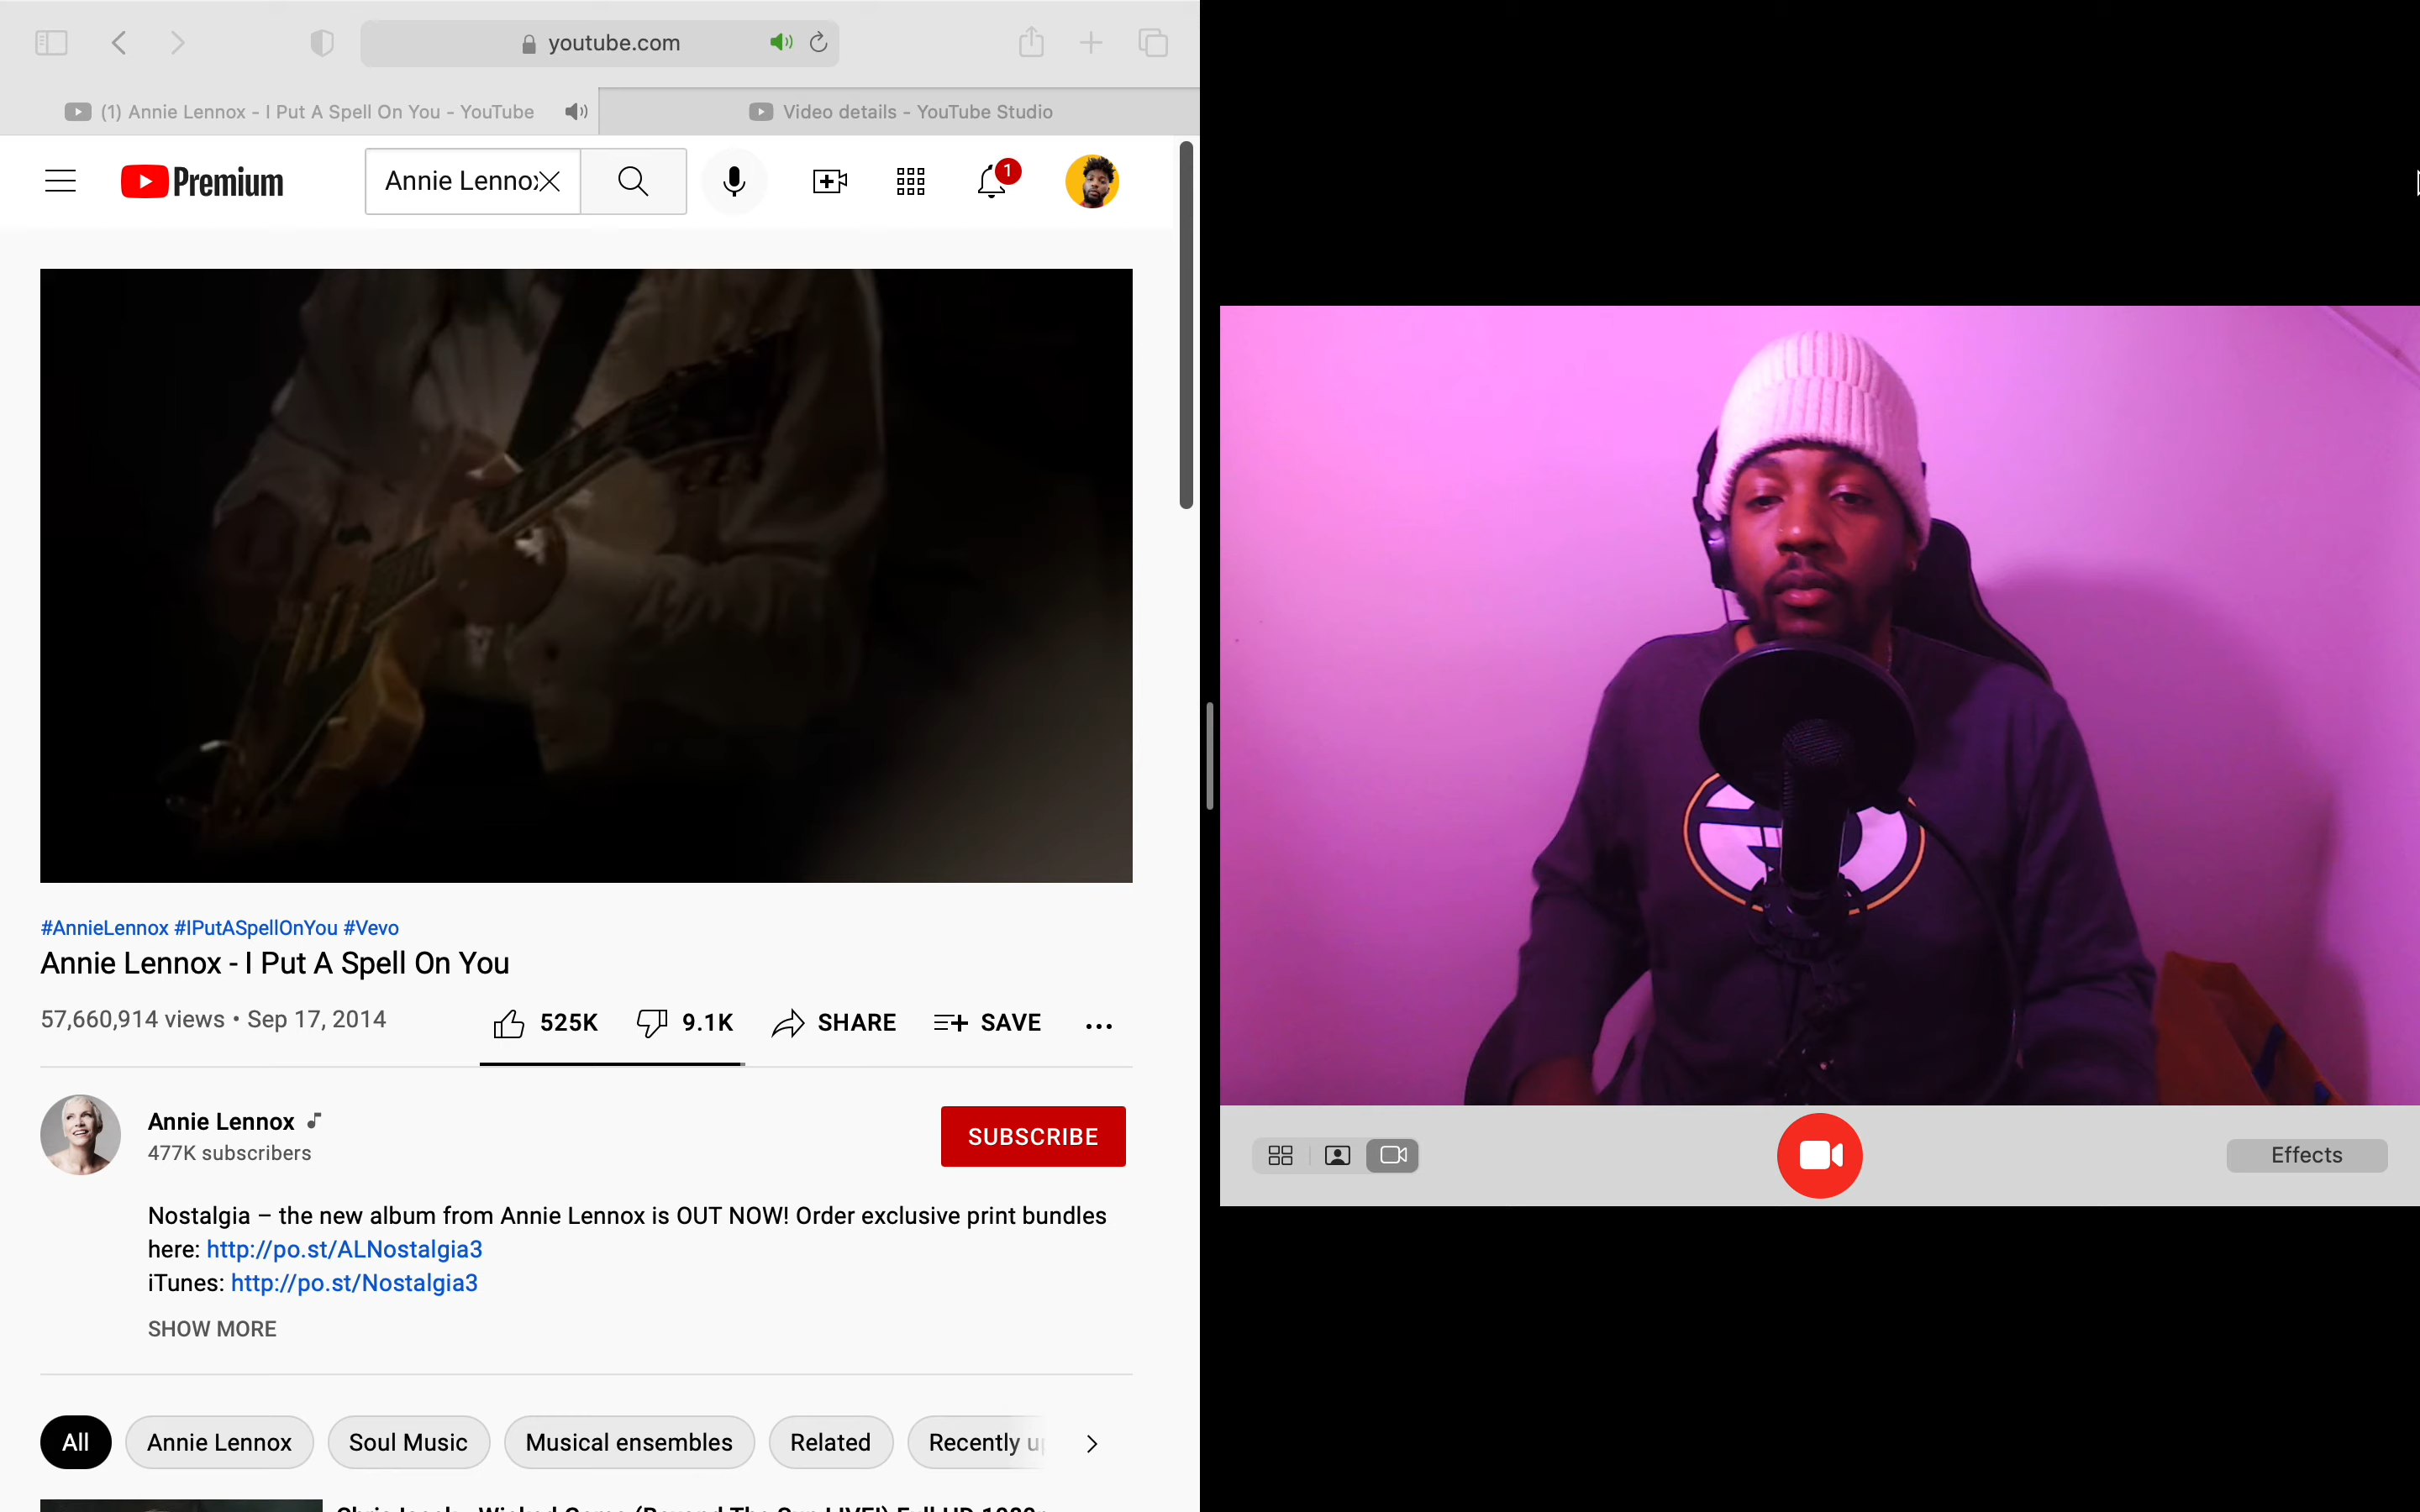 youtube.com
(1) Annie Lennox - I Put A Spell On You - YouTube
Video details - YouTube Studio
Premium
Annie Lenno
1
#AnnieLennox #IPutASpellOnYou #Vevo
Annie Lennox - I Put A Spell On You
57,660,914 views • Sep 17, 2014
525K
9.1K
SHARE
SAVE
Annie Lennox
477K subscribers
SUBSCRIBE
Nostalgia – the new album from Annie Lennox is OUT NOW! Order exclusive print bundles
here: http://po.st/ALNostalgia3
iTunes: http://po.st/Nostalgia3
SHOW MORE
All
Annie Lennox
Soul Music
Musical ensembles
Related
Recently u
Effects